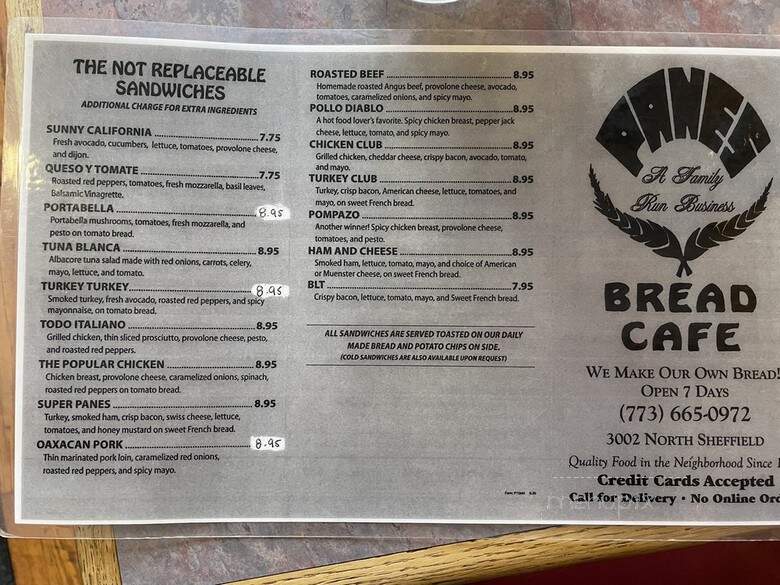 THE NOT REPLACEABLE
SANDWICHES
ADDITIONAL CHARGE FOR EXTRA INGREDIENTS
SUNNY CALIFORNIA 7.75
Fresh avocado, cucumbers, lettuce, tomatoes, provolone cheese,
and dijon.
QUESO Y TOMATE 7.75
Roasted red peppers, tomatoes, fresh mozzarella, basil leaves,
Balsamic Vinagrette.
PORTABELLA 8.95
Portabella mushrooms, tomatoes, fresh mozzarella, and
pesto on tomato bread.
TUNA BLANCA 8.95
Albacore tuna salad made with red onions, carrots, celery,
mayo, lettuce, and tomato.
TURKEY TURKEY 8.95
Smoked turkey, fresh avocado, roasted red peppers, and spicy
mayonnaise, on tomato bread.
TODO ITALIANO 8.95
Grilled chicken, thin sliced prosciutto, provolone cheese, pesto,
and roasted red peppers.
THE POPULAR CHICKEN 8.95
Chicken breast, provolone cheese, caramelized onions, spinach,
roasted red peppers on tomato bread.
SUPER PANES 8.95
Turkey, smoked ham, crisp bacon, swiss cheese, lettuce,
tomatoes, and honey mustard on sweet French bread.
OAXACAN PORK 8.95
Thin marinated pork loin, caramelized red onions,
roasted red peppers, and spicy mayo.
ROASTED BEEF 8.95
Homemade roasted Angus beef, provolone cheese, avocado,
tomatoes, caramelized onions, and spicy mayo.
POLLO DIABLO 8.95
A hot food lover's favorite. Spicy chicken breast, pepper jack
cheese, lettuce, tomato, and spicy mayo.
CHICKEN CLUB 8.95
Grilled chicken, cheddar cheese, crispy bacon, avocado, tomato,
and mayo.
TURKEY CLUB 8.95
Turkey, crisp bacon, American cheese, lettuce, tomatoes, and
mayo, on sweet French bread.
POMPAZO 8.95
Another winner! Spicy chicken breast, provolone cheese,
tomatoes, and pesto.
HAM AND CHEESE 8.95
Smoked ham, lettuce, tomato, mayo, and choice of American
or Muenster cheese, on sweet French bread.
BLT 7.95
Crispy bacon, lettuce, tomato, mayo, and Sweet French bread.
ALL SANDWICHES ARE SERVED TOASTED ON OUR DAILY
MADE BREAD AND POTATO CHIPS ON SIDE.
(COLD SANDWICHES ARE ALSO AVAILABLE UPON REQUEST)
PANES
A Family
Run Business
BREAD
CAFE
WE MAKE OUR OWN BREAD!
OPEN 7 DAYS
(773) 665-0972
3002 NORTH SHEFFIELD
Quality Food in the Neighborhood Since
Credit Cards Accepted
Call for Delivery • No Online